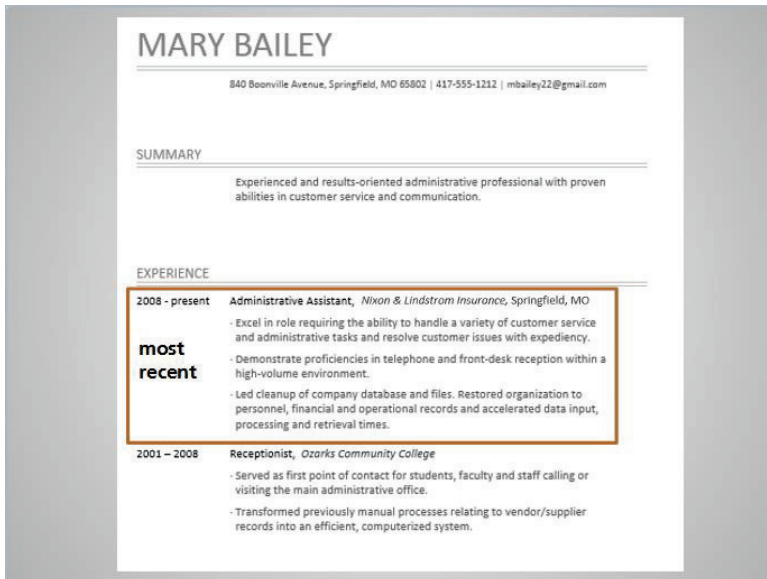 MARY BAILEY
840 Boonville Avenue, Springfield, MO 65802 | 417-555-1212 | mbailey22@gmail.com
SUMMARY
Experienced and results-oriented administrative professional with proven
abilities in customer service and communication.
EXPERIENCE
2008 - present Administrative Assistant, Nixon & Lindstrom Insurance, Springfield, MO
most
recent
- Excel in role requiring the ability to handle a variety of customer service
and administrative tasks and resolve customer issues with expediency.
- Demonstrate proficiencies in telephone and front-desk reception within a
high-volume environment.
- Led cleanup of company database and files. Restored organization to
personnel, financial and operational records and accelerated data input,
processing and retrieval times.
2001 – 2008 Receptionist, Ozarks Community College
- Served as first point of contact for students, faculty and staff calling or
visiting the main administrative office.
- Transformed previously manual processes relating to vendor/supplier
records into an efficient, computerized system.